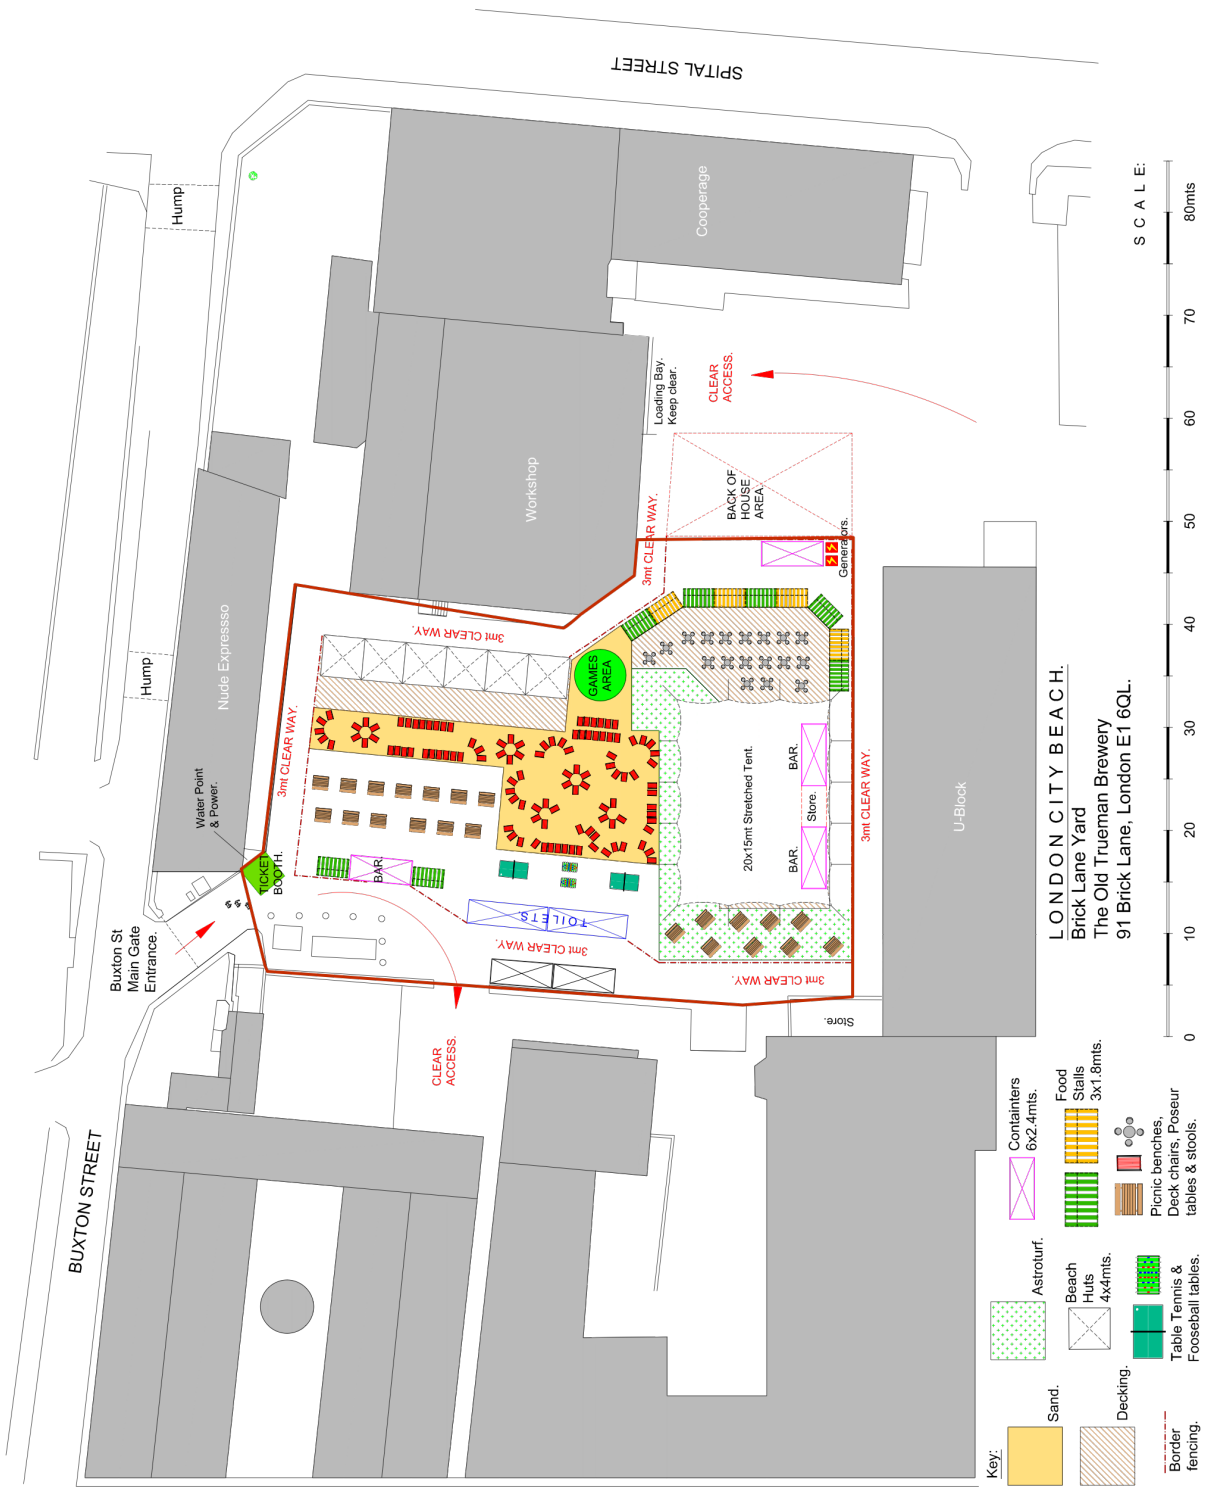 SPITAL STREET
Hump
Cooperage
SCALE:
80mts
70
60
50
40
30
20
10
0
Loading Bay.
Keep clear.
CLEAR
ACCESS.
Workshop
BACK OF
HOUSE
AREA
3mt CLEAR WAY.
Generators.
Nude Expressso
Hump
3mt CLEAR WAY.
GAMES
AREA
3mt CLEAR WAY.
Water Point
& Power.
TICKET
BOOTH.
BAR.
20x15mt Stretched Tent.
BAR.
Store.
BAR.
3mt CLEAR WAY.
U-Block
Buxton St
Main Gate
Entrance.
TOILETS
3mt CLEAR WAY.
3mt CLEAR WAY.
Store.
CLEAR
ACCESS.
BUXTON STREET
LONDON CITY BEACH.
Brick Lane Yard
The Old Trueman Brewery
91 Brick Lane, London E1 6QL.
Key:
Sand.
Decking.
Border
fencing.
Astroturf.
Beach
Huts
4x4mts.
Table Tennis &
Fooseball tables.
Containters
6x2.4mts.
Food
Stalls
3x1.8mts.
Picnic benches,
Deck chairs, Poseur
tables & stools.